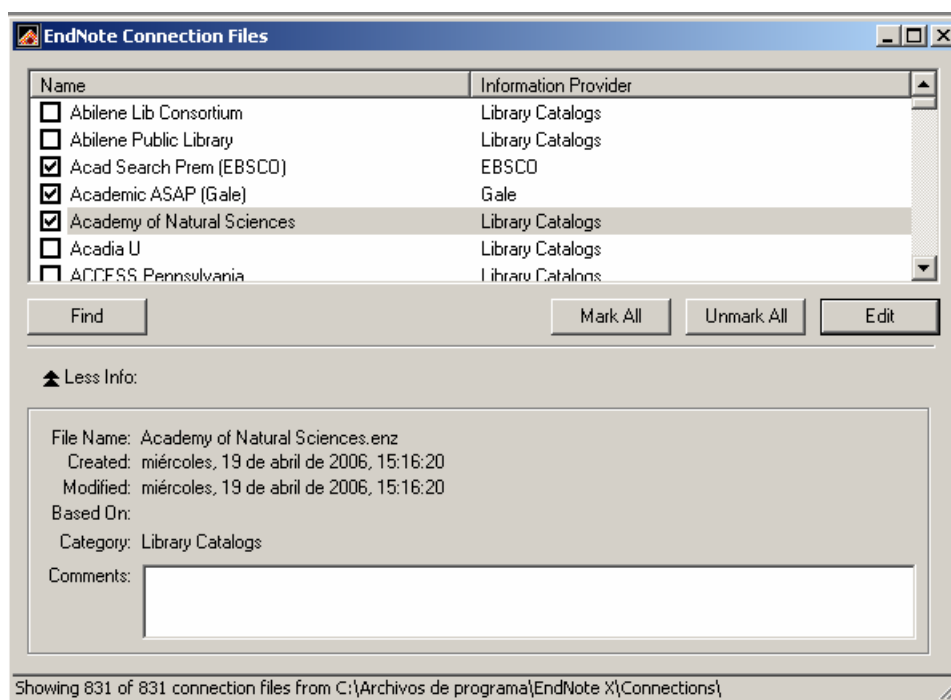 EndNote Connection Files
Name Information Provider
Abilene Lib Consortium Library Catalogs
Abilene Public Library Library Catalogs
Acad Search Prem (EBSCO) EBSCO
Academic ASAP (Gale) Gale
Academy of Natural Sciences Library Catalogs
Acadia U Library Catalogs
ACCESS Pennsylvania Library Catalogs
Find Mark All Unmark All Edit
Less Info:
File Name: Academy of Natural Sciences.enz
Created: miércoles, 19 de abril de 2006, 15:16:20
Modified: miércoles, 19 de abril de 2006, 15:16:20
Based On:
Category: Library Catalogs
Comments:
Showing 831 of 831 connection files from C:\Archivos de programa\EndNote X\Connections\